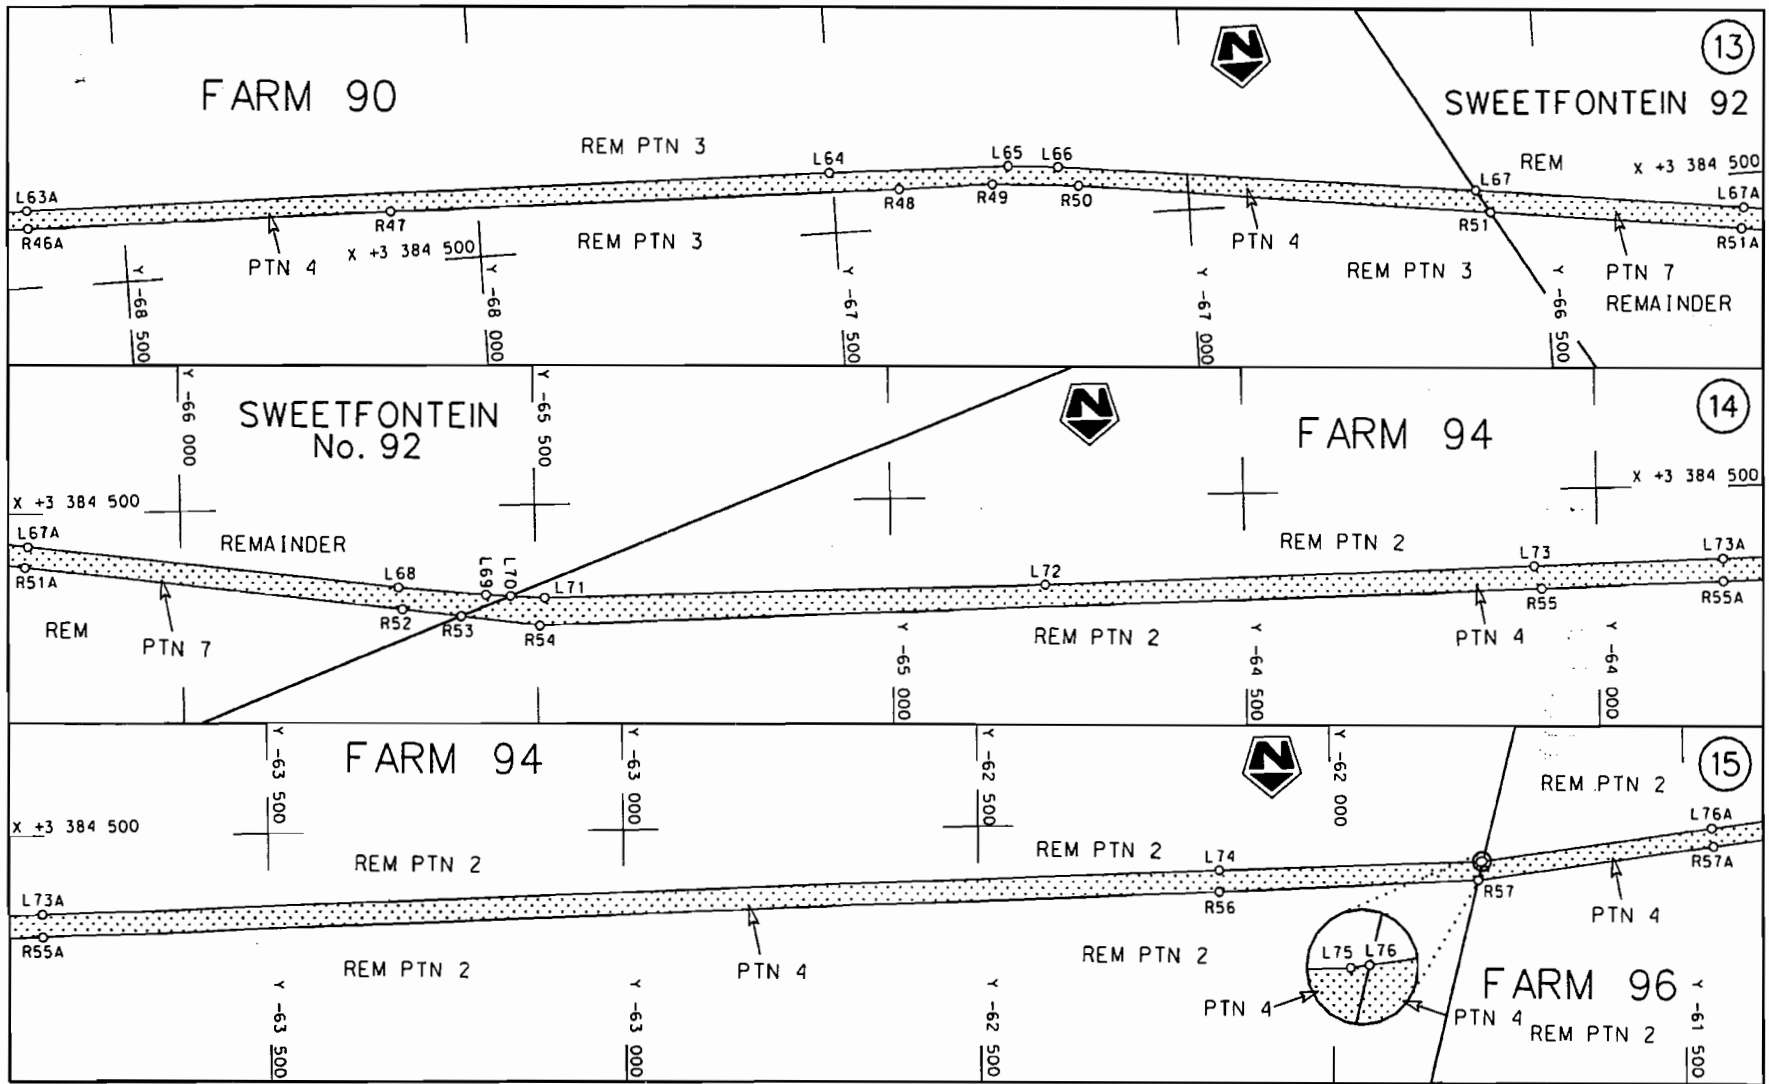 13
N
FARM 90
SWEETFONTEIN 92
REM PTN 3
L64
L65
L66
REM
X +3 384 500
L63A
L67
L67A
R46A
R47
R48
R49
R50
R51
R51A
X +3 384 500
REM PTN 3
PTN 4
PTN 4
REM PTN 3
PTN 7
REMAINDER
Y -68 500
Y -68 000
Y -67 500
Y -67 000
Y -66 500
14
N
Y -66 000
SWEETFONTEIN
No. 92
Y -65 500
FARM 94
X +3 384 500
X +3 384 500
L67A
REMAINDER
REM PTN 2
L73A
R51A
L68
L69
L70
L71
L72
L73
REM
PTN 7
R52
R53
R54
REM PTN 2
PTN 4
R55
R55A
Y -65 000
Y -64 500
Y -64 000
15
N
Y -63 500
FARM 94
Y -63 000
Y -62 500
Y -62 000
REM PTN 2
X +3 384 500
L76A
REM PTN 2
REM PTN 2
L74
R57A
L73A
R56
R57
R55A
REM PTN 2
PTN 4
REM PTN 2
L75
L76
PTN 4
PTN 4
PTN 4
FARM 96
REM PTN 2
Y -63 500
Y -63 000
Y -62 500
Y -61 500